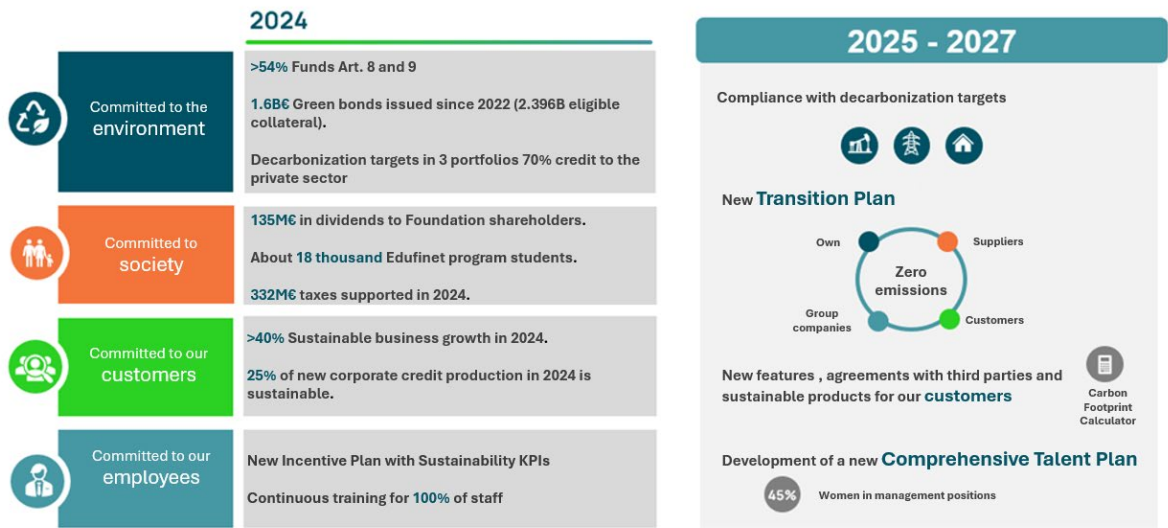 2024
Committed to the
environment
>54% Funds Art. 8 and 9
1.6B€ Green bonds issued since 2022 (2.396B eligible
collateral).
Decarbonization targets in 3 portfolios 70% credit to the
private sector
Committed to
society
135M€ in dividends to Foundation shareholders.
About 18 thousand Edufinet program students.
332M€ taxes supported in 2024.
Committed to our
customers
>40% Sustainable business growth in 2024.
25% of new corporate credit production in 2024 is
sustainable.
Committed to our
employees
New Incentive Plan with Sustainability KPIs
Continuous training for 100% of staff
2025 - 2027
Compliance with decarbonization targets
New Transition Plan
Own
Suppliers
Zero
emissions
Group
companies
Customers
New features , agreements with third parties and
sustainable products for our customers
Carbon
Footprint
Calculator
Development of a new Comprehensive Talent Plan
45% Women in management positions